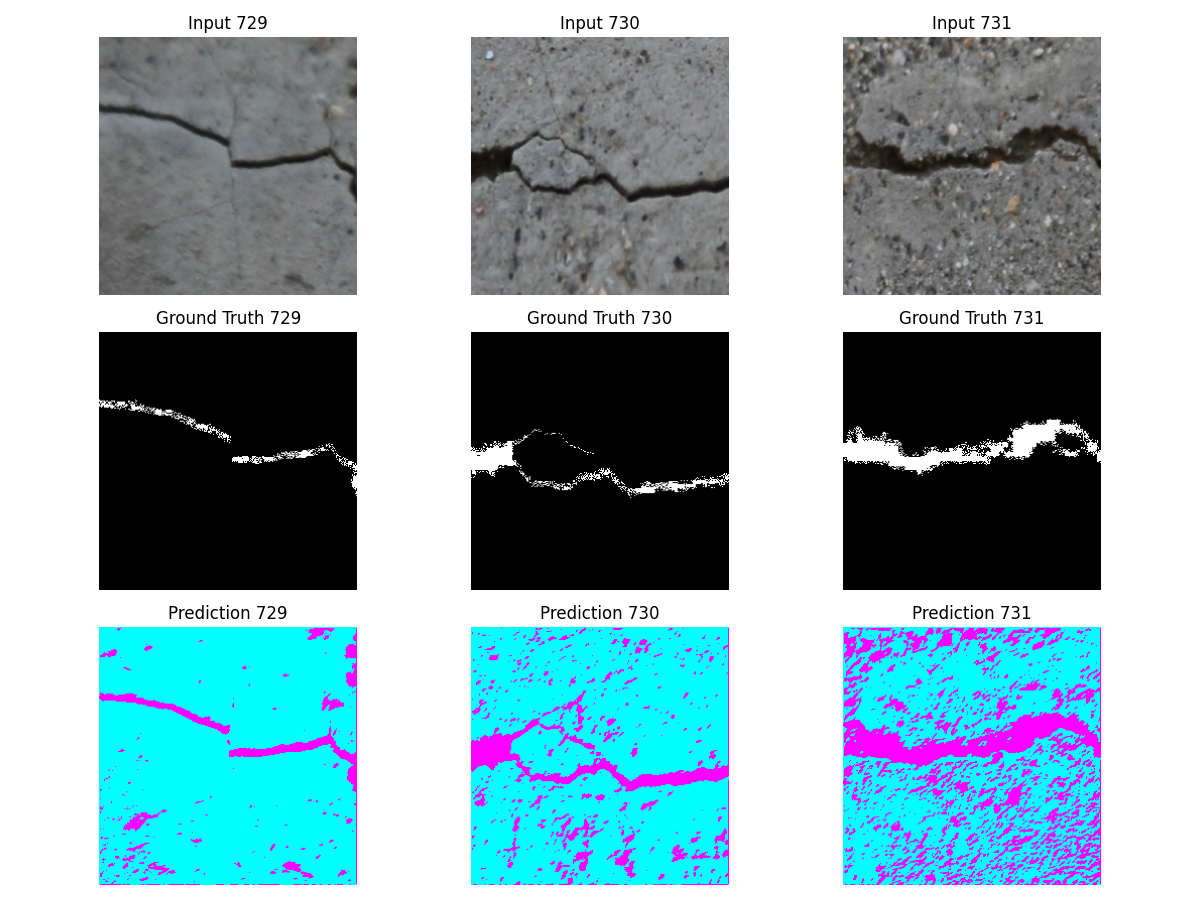 Input 729
Input 730
Input 731
Ground Truth 729
Ground Truth 730
Ground Truth 731
Prediction 729
Prediction 730
Prediction 731